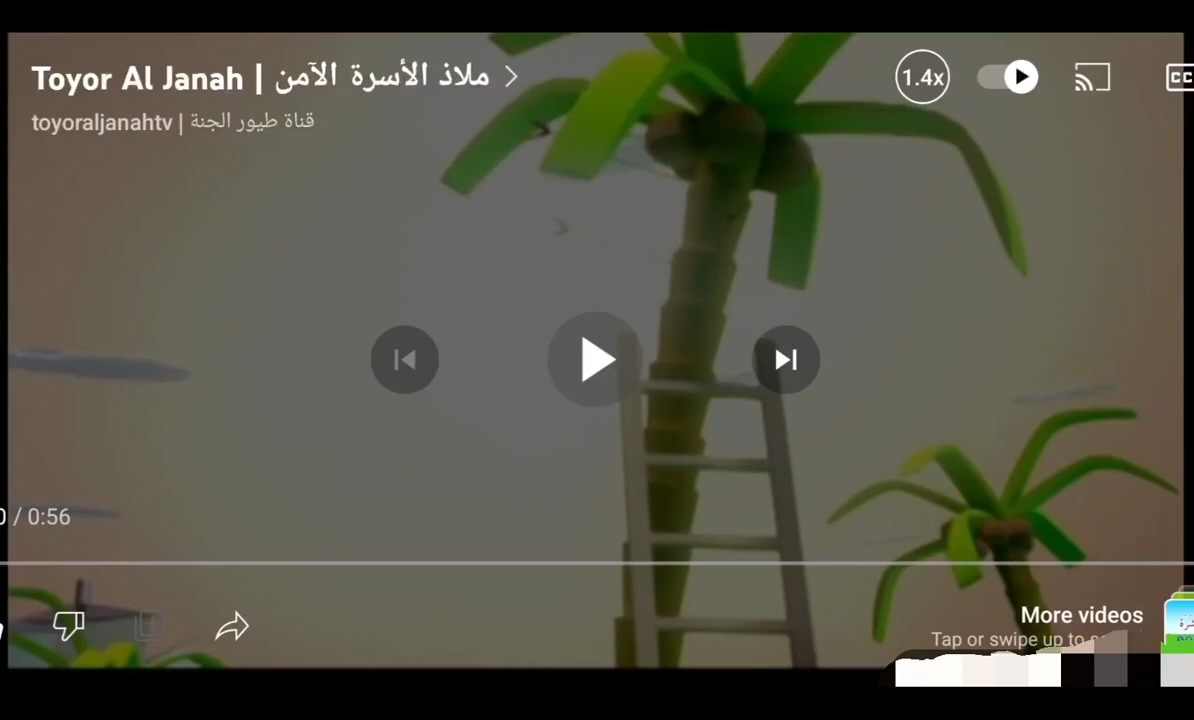 Toyor Al Janah | ملاذ الأسرة الآمن
toyoraljanahtv | قناة طيور الجنة
1.4x
CC
/ 0:56
More videos
Tap or swipe up to